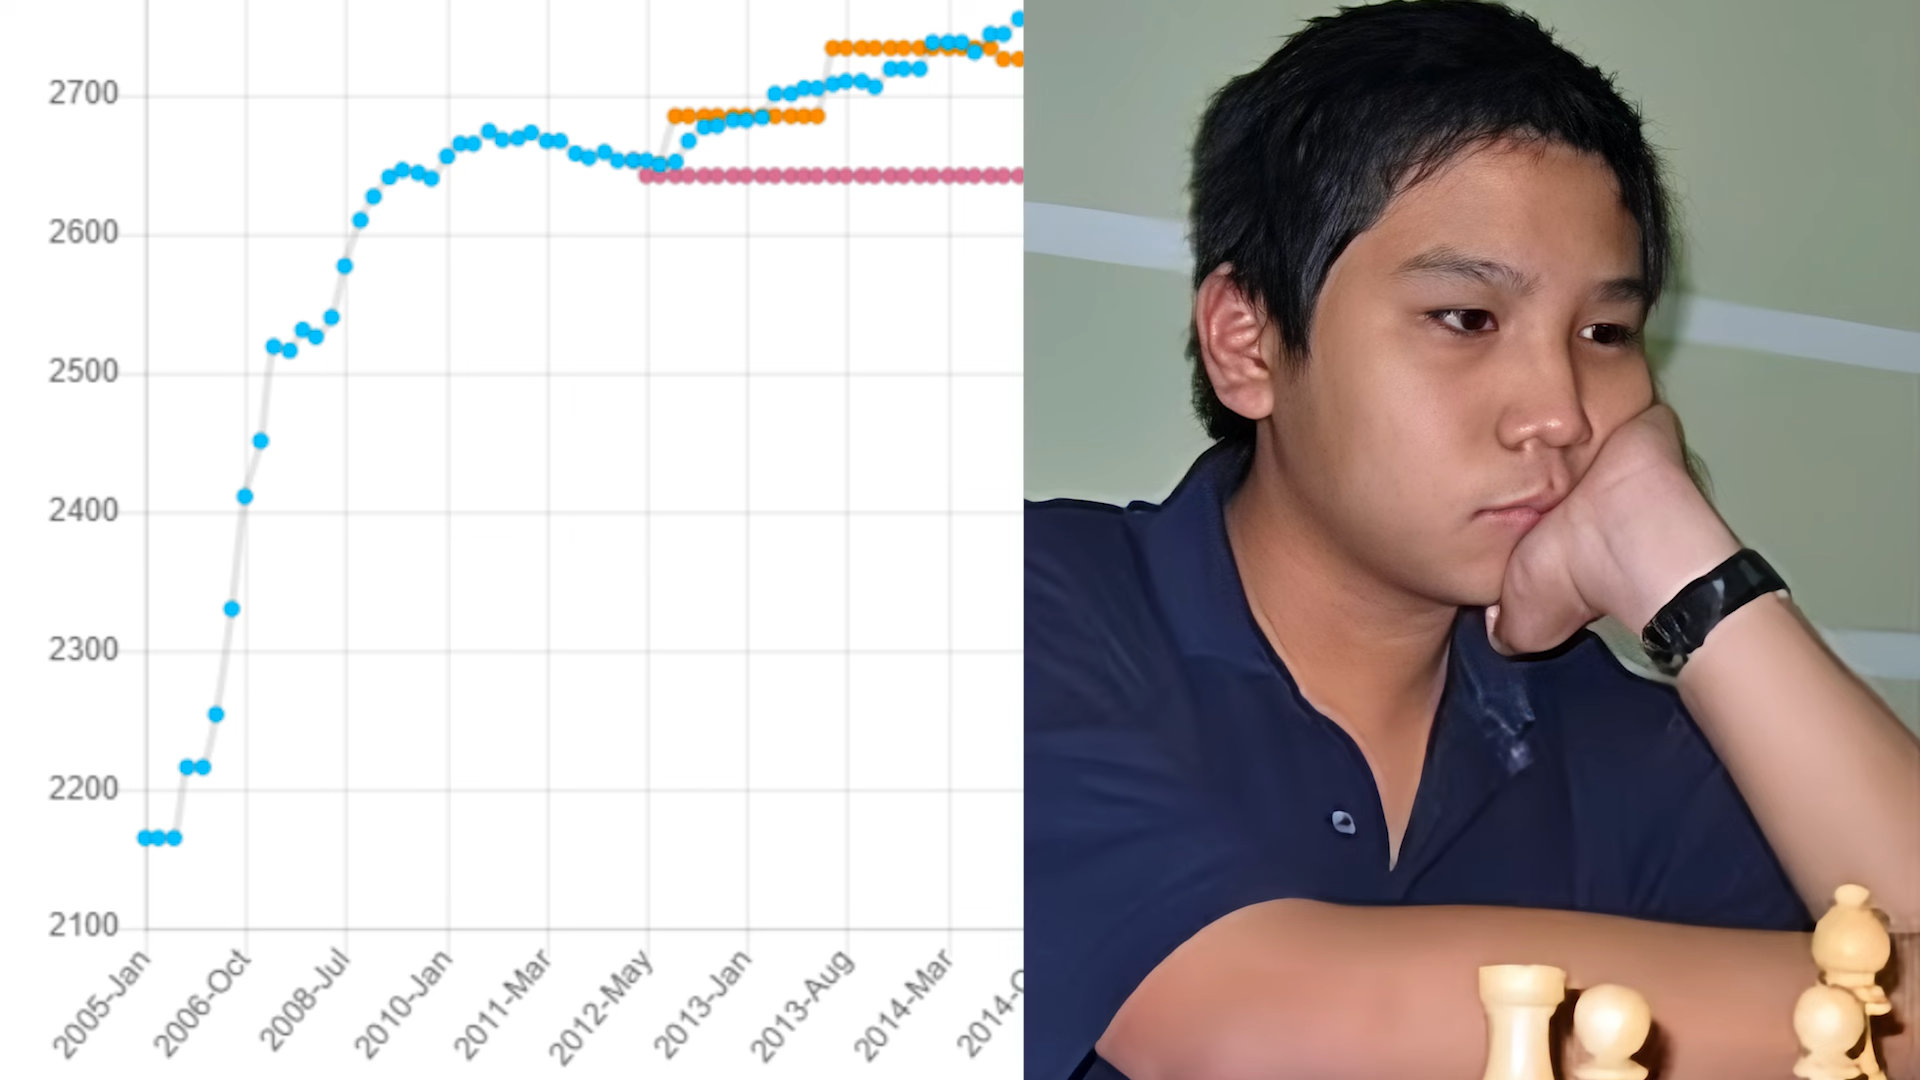 2700
2600
2500
2400
2300
2200
2100
2005-Jan
2006-Oct
2008-Jul
2010-Jan
2011-Mar
2012-May
2013-Jan
2013-Aug
2014-Mar